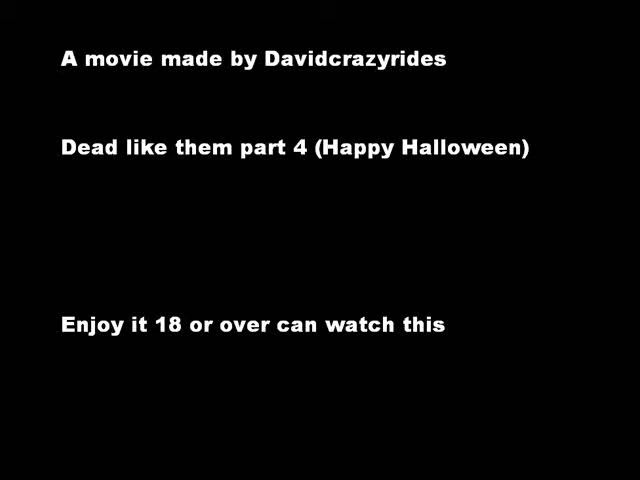 A movie made by Davidcrazyrides
Dead like them part 4 (Happy Halloween)
Enjoy it 18 or over can watch this